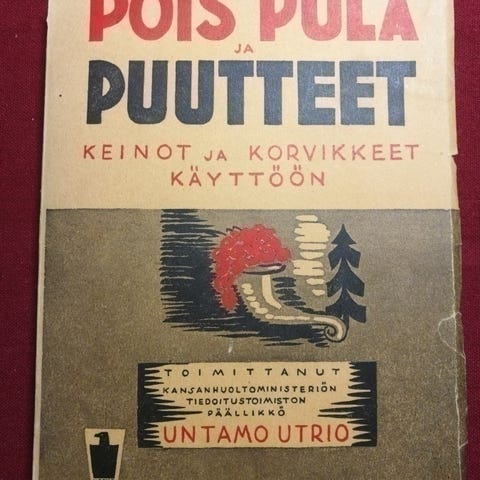 POIS PULA
JA
PUUTTEET
KEINOT JA KORVIKKEET
KÄYTTÖÖN
TOIMITTANUT
KANSANHUOLTOMINISTERIÖN
TIEDOITUSTOIMISTON
PÄÄLLIKKÖ
UNTAMO UTRIO